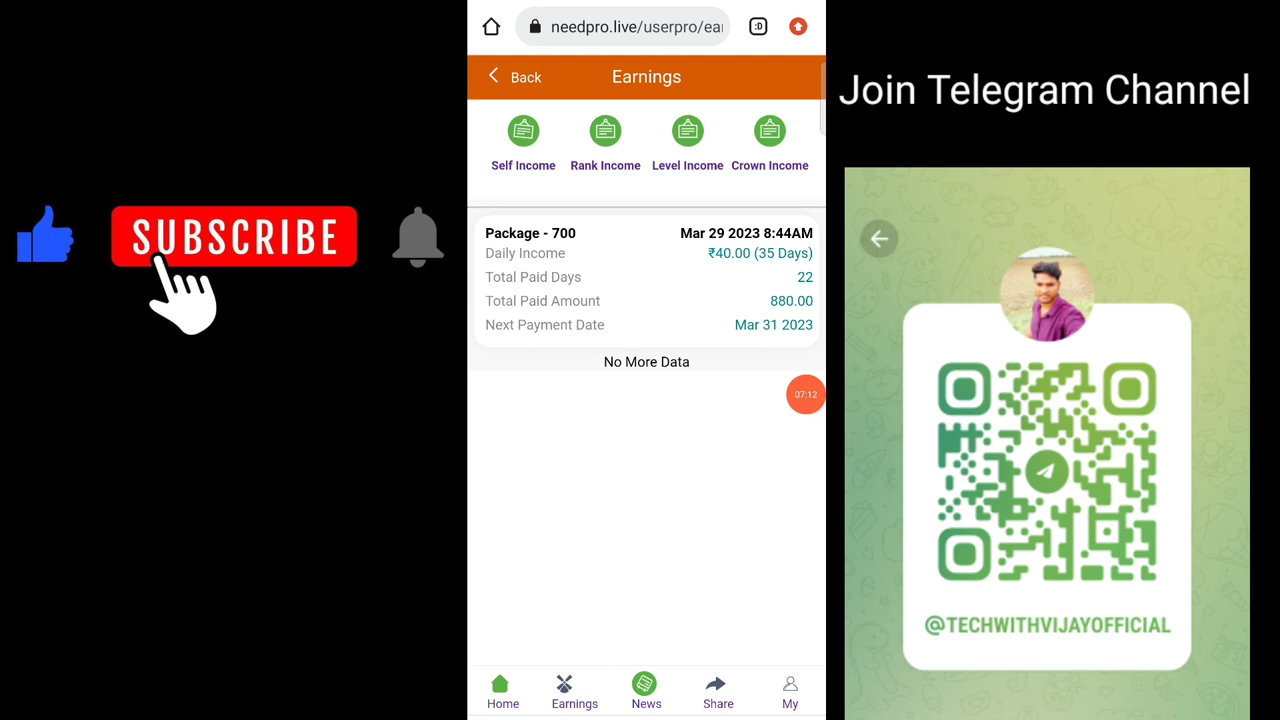 SUBSCRIBE
needpro.live/userpro/ear
:D
Back
Earnings
Self Income
Rank Income
Level Income
Crown Income
Package - 700
Mar 29 2023 8:44AM
Daily Income
₹40.00 (35 Days)
Total Paid Days
22
Total Paid Amount
880.00
Next Payment Date
Mar 31 2023
No More Data
07:12
Home
Earnings
News
Share
My
Join Telegram Channel
@TECHWITHVIJAYOFFICIAL